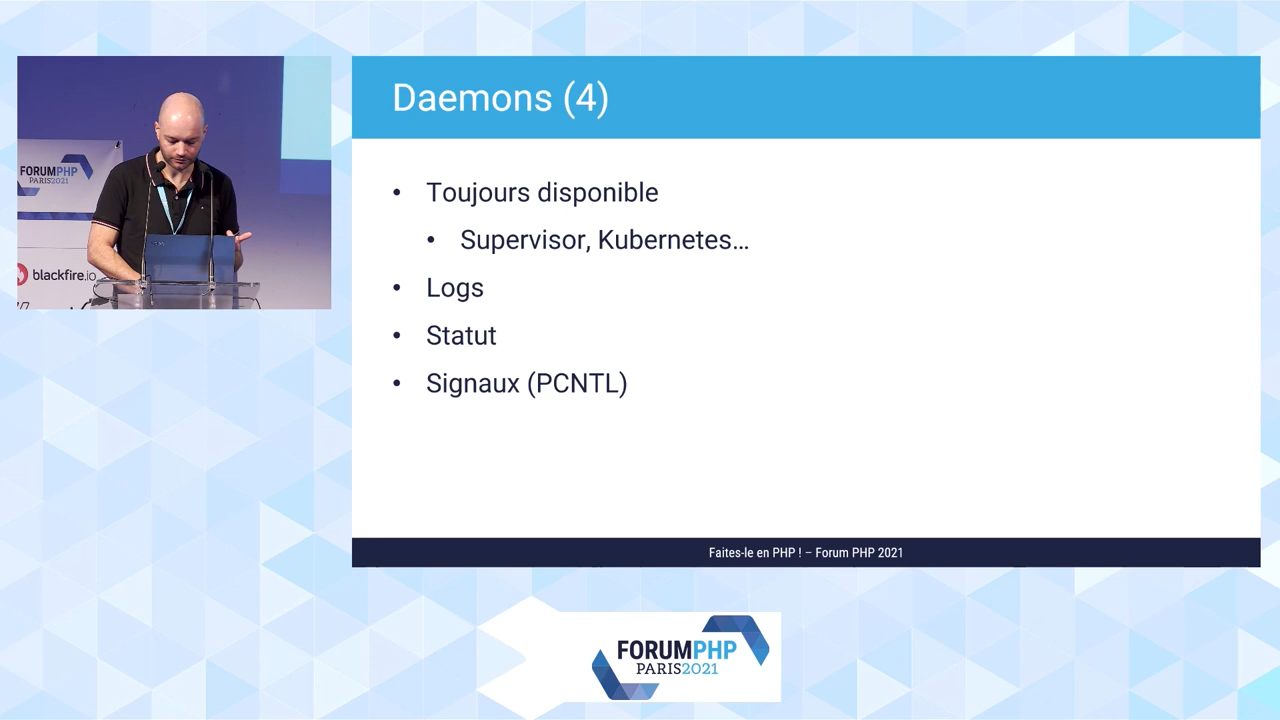 FORUMPHP
PARIS2021
blackfire.io
Daemons (4)
• Toujours disponible
• Supervisor, Kubernetes…
• Logs
• Statut
• Signaux (PCNTL)
Faites-le en PHP ! – Forum PHP 2021
FORUMPHP
PARIS2021